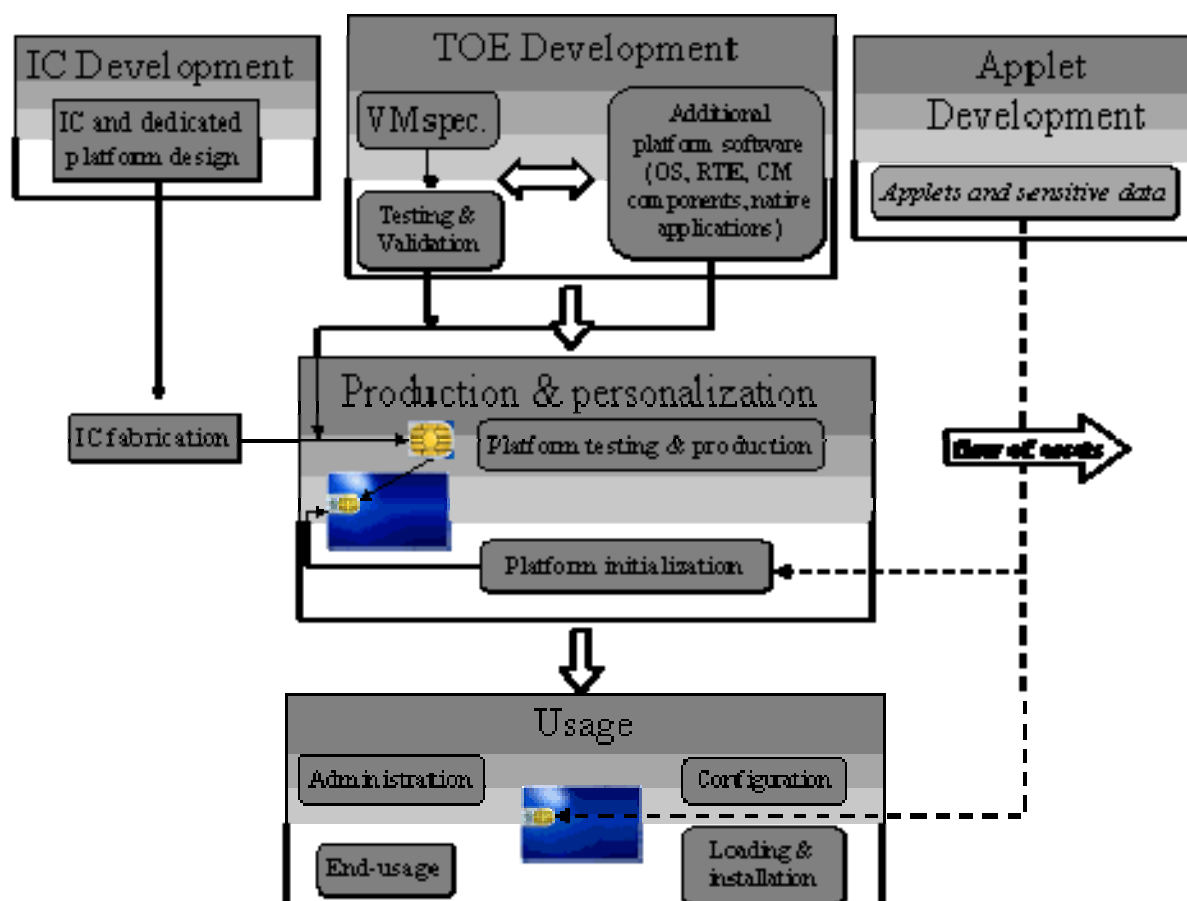 IC Development
IC and dedicated
platform design
TOE Development
VM spec.
Testing &
Validation
Additional
platform software
(OS, RTE, CM
components, native
applications)
Applet
Development
Applets and sensitive data
Production & personalization
IC fabrication
Platform testing & production
flow of assets
Platform initialization
Usage
Administration
Configuration
End-usage
Loading &
installation